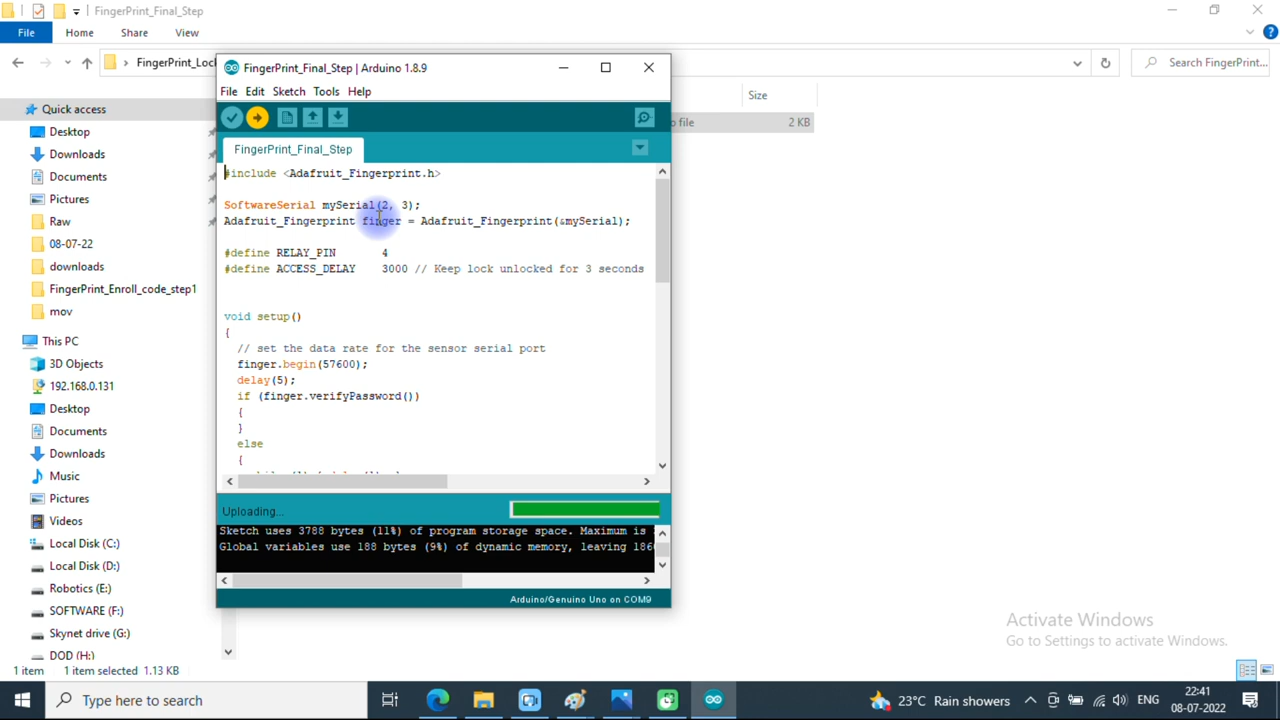 FingerPrint_Final_Step
File Home Share View
FingerPrint_Lock
Search FingerPrint...
Size
2 KB
Quick access
Desktop
Downloads
Documents
Pictures
Raw
08-07-22
downloads
FingerPrint_Enroll_code_step1
mov
This PC
3D Objects
192.168.0.131
Desktop
Documents
Downloads
Music
Pictures
Videos
Local Disk (C:)
Local Disk (D:)
Robotics (E:)
SOFTWARE (F:)
Skynet drive (G:)
DOD (H:)
1 item 1 item selected 1.13 KB
FingerPrint_Final_Step | Arduino 1.8.9
File Edit Sketch Tools Help
FingerPrint_Final_Step
#include <Adafruit_Fingerprint.h>
SoftwareSerial mySerial(2, 3);
Adafruit_Fingerprint finger = Adafruit_Fingerprint(&mySerial);
#define RELAY_PIN 4
#define ACCESS_DELAY 3000 // Keep lock unlocked for 3 seconds
void setup()
{
// set the data rate for the sensor serial port
finger.begin(57600);
delay(5);
if (finger.verifyPassword())
{
}
else
{
Uploading...
Sketch uses 3788 bytes (11%) of program storage space. Maximum is
Global variables use 188 bytes (9%) of dynamic memory, leaving 186
Arduino/Genuino Uno on COM9
file
Activate Windows
Go to Settings to activate Windows.
Type here to search
23°C Rain showers
ENG
22:41
08-07-2022